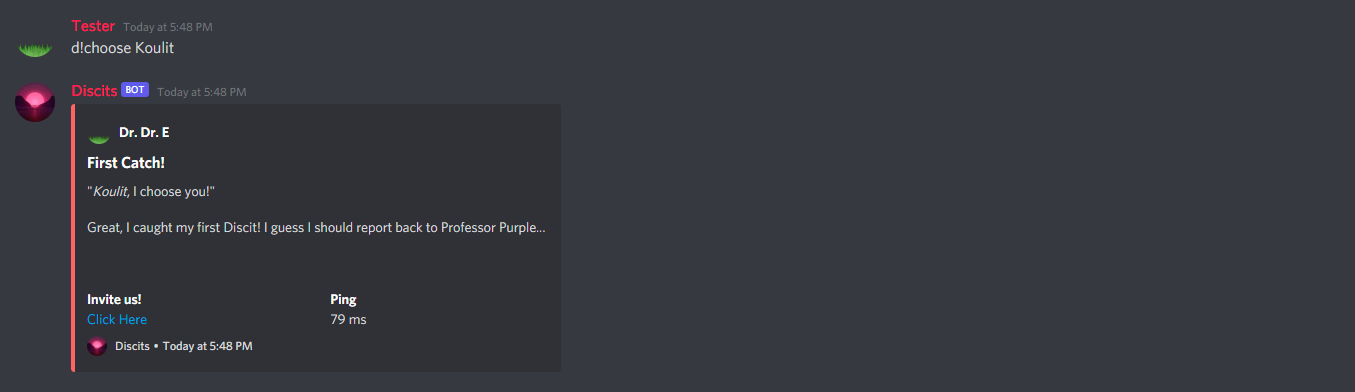 Tester Today at 5:48 PM
d!choose Koulit
Discits BOT Today at 5:48 PM
Dr. Dr. E
First Catch!
"Koulit, I choose you!"
Great, I caught my first Discit! I guess I should report back to Professor Purple...
Invite us! Ping
Click Here 79 ms
Discits • Today at 5:48 PM